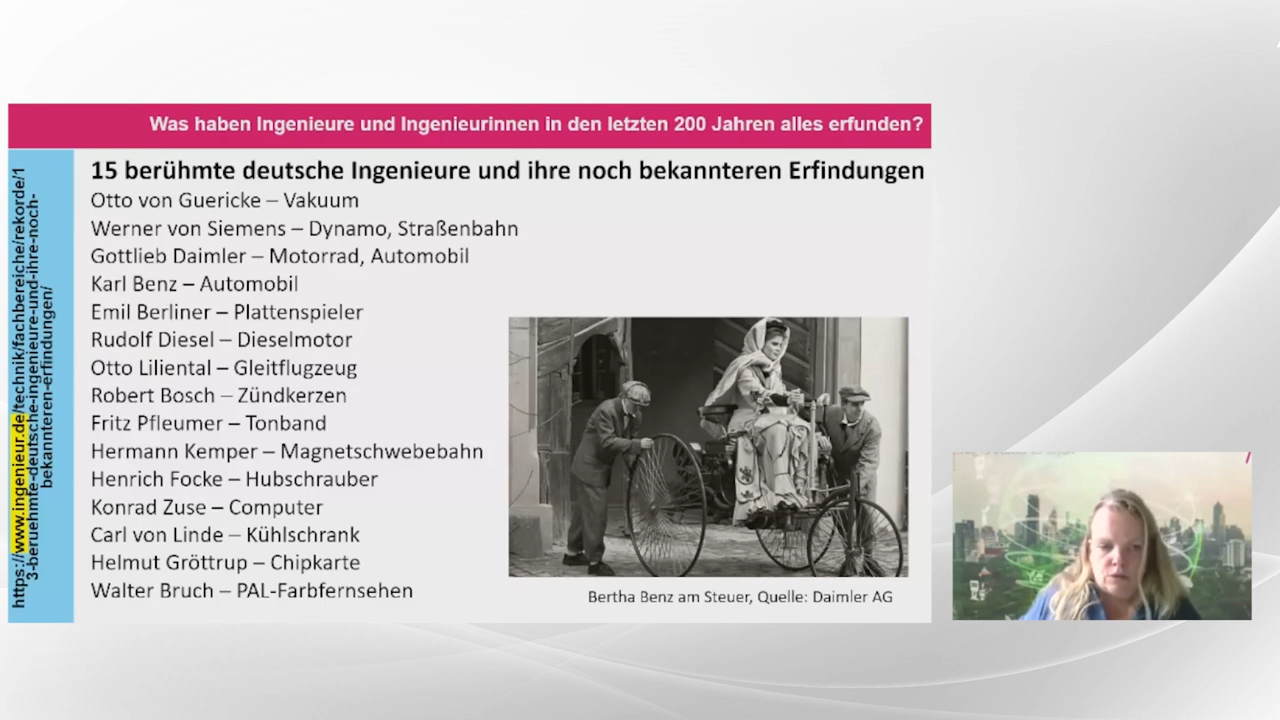 Was haben Ingenieure und Ingenieurinnen in den letzten 200 Jahren alles erfunden?
https://www.ingenieur.de/technik/fachbereiche/rekorde/1
3-beruehmte-deutsche-ingenieure-und-ihre-noch-
bekannteren-erfindungen/
15 berühmte deutsche Ingenieure und ihre noch bekannteren Erfindungen
Otto von Guericke – Vakuum
Werner von Siemens – Dynamo, Straßenbahn
Gottlieb Daimler – Motorrad, Automobil
Karl Benz – Automobil
Emil Berliner – Plattenspieler
Rudolf Diesel – Dieselmotor
Otto Liliental – Gleitflugzeug
Robert Bosch – Zündkerzen
Fritz Pfleumer – Tonband
Hermann Kemper – Magnetschwebebahn
Henrich Focke – Hubschrauber
Konrad Zuse – Computer
Carl von Linde – Kühlschrank
Helmut Gröttrup – Chipkarte
Walter Bruch – PAL-Farbfernsehen
Bertha Benz am Steuer, Quelle: Daimler AG